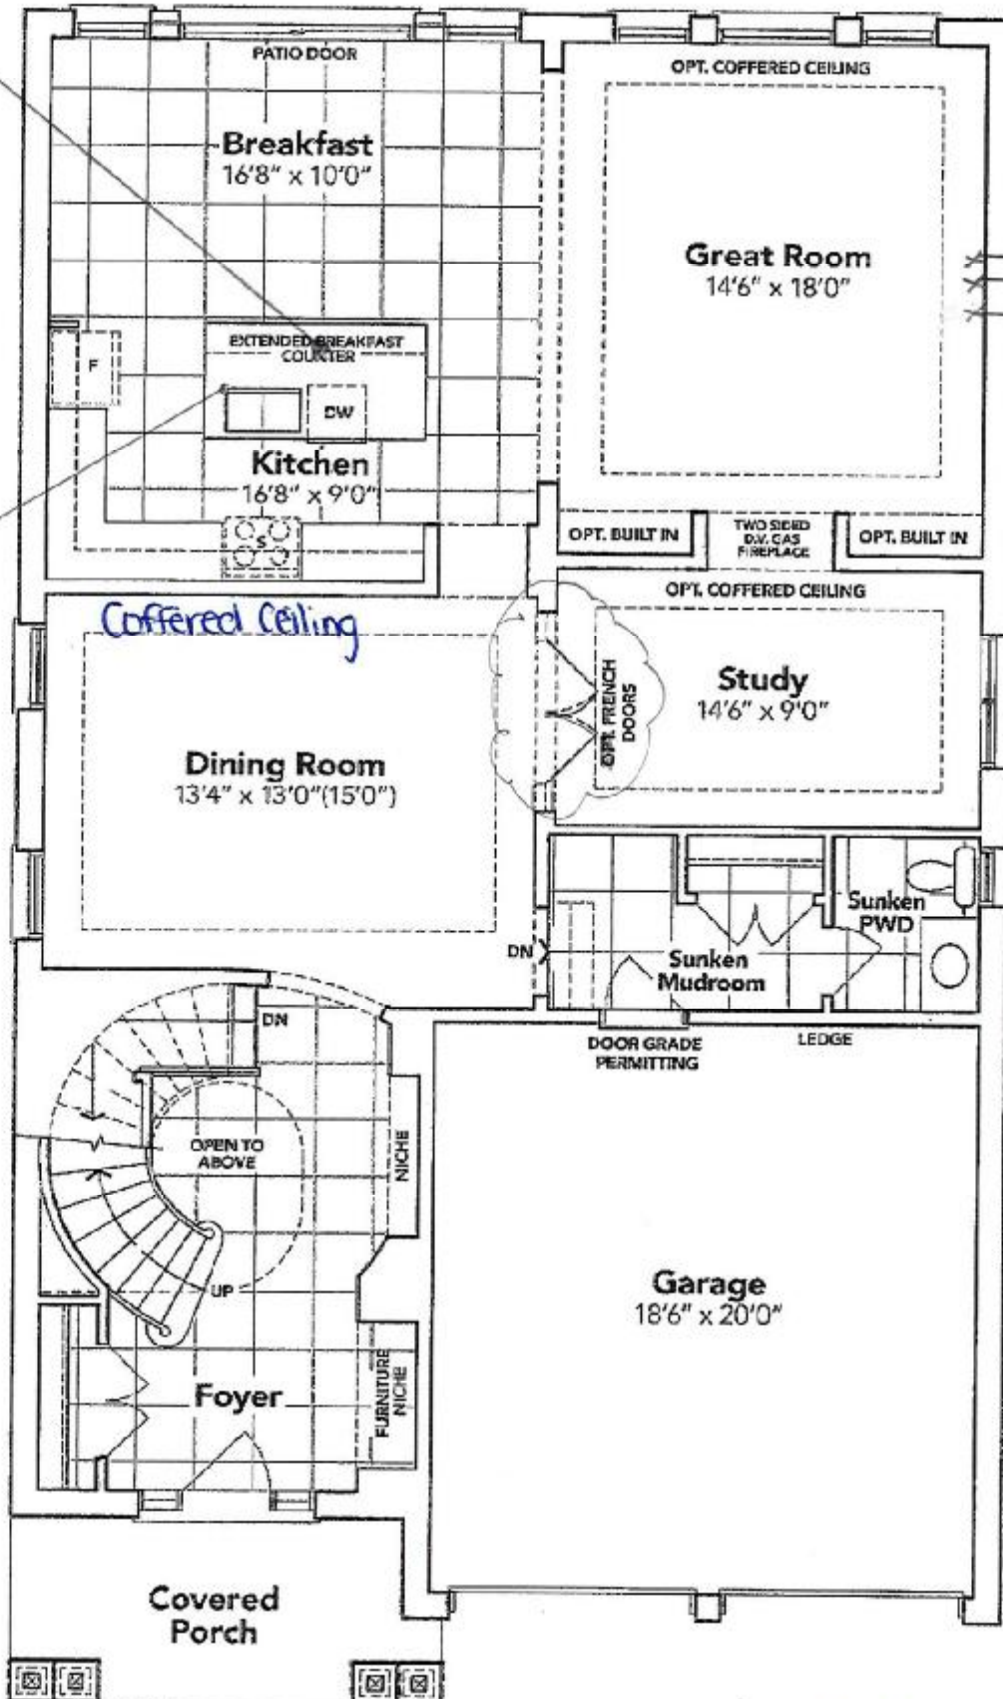 PATIO DOOR
OPT. COFFERED CEILING
Breakfast
16'8" x 10'0"
Great Room
14'6" x 18'0"
EXTENDED BREAKFAST
COUNTER
F
DW
Kitchen
16'8" x 9'0"
S
OPT. BUILT IN
TWO SIDED
D.V. GAS
FIREPLACE
OPT. BUILT IN
OPT. COFFERED CEILING
Coffered Ceiling
OPT. FRENCH
DOORS
Study
14'6" x 9'0"
Dining Room
13'4" x 13'0"(15'0")
Sunken
PWD
DN
Sunken
Mudroom
DN
DOOR GRADE
PERMITTING
LEDGE
OPEN TO
ABOVE
NICHE
UP
Garage
18'6" x 20'0"
Foyer
FURNITURE
NICHE
Covered
Porch